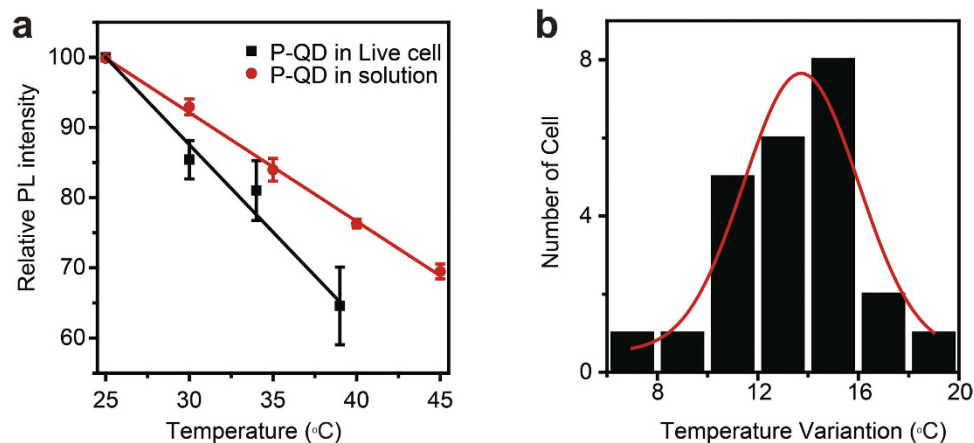 a
P-QD in Live cell
P-QD in solution
100
90
80
70
60
25 30 35 40 45
Relative PL intensity
Temperature (°C)
b
8
4
0
8 12 16 20
Number of Cell
Temperature Variantion (°C)